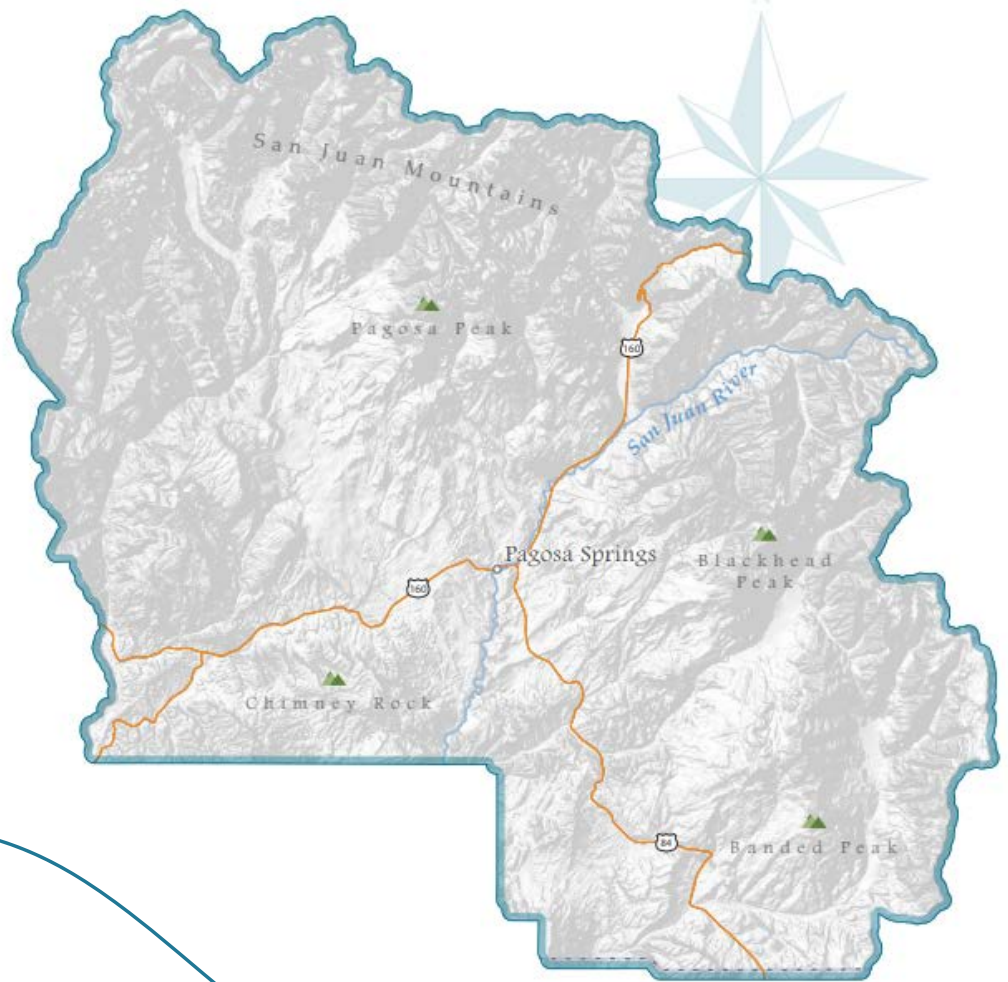 San Juan Mountains
Pagosa Peak
160
San Juan River
Pagosa Springs
Blackhead
Peak
160
Chimney Rock
84
Banded Peak